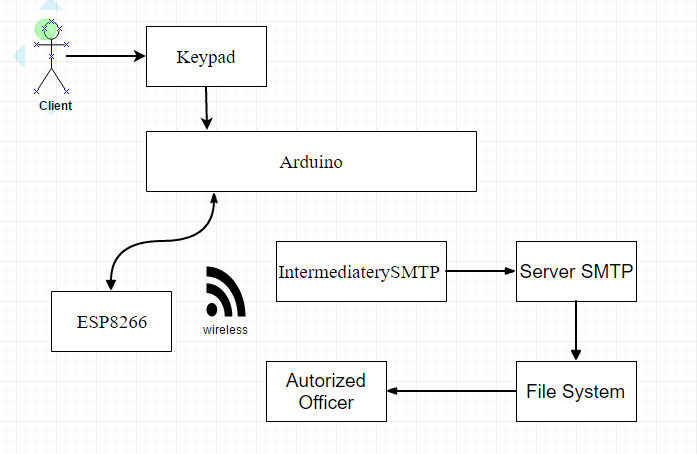 Keypad
Client
Arduino
IntermediaterySMTP
Server SMTP
ESP8266
wireless
Autorized
Officer
File System